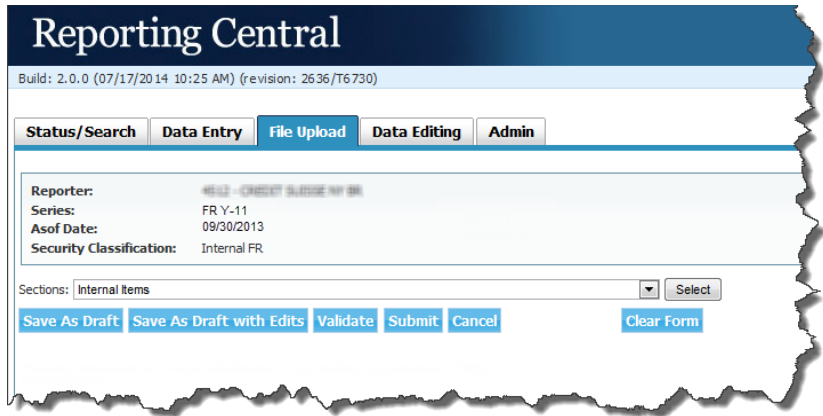 Reporting Central
Build: 2.0.0 (07/17/2014 10:25 AM) (revision: 2636/T6730)
Status/Search Data Entry File Upload Data Editing Admin
Reporter:
Series: FR Y-11
Asof Date: 09/30/2013
Security Classification: Internal FR
Sections: Internal Items Select
Save As Draft Save As Draft with Edits Validate Submit Cancel Clear Form